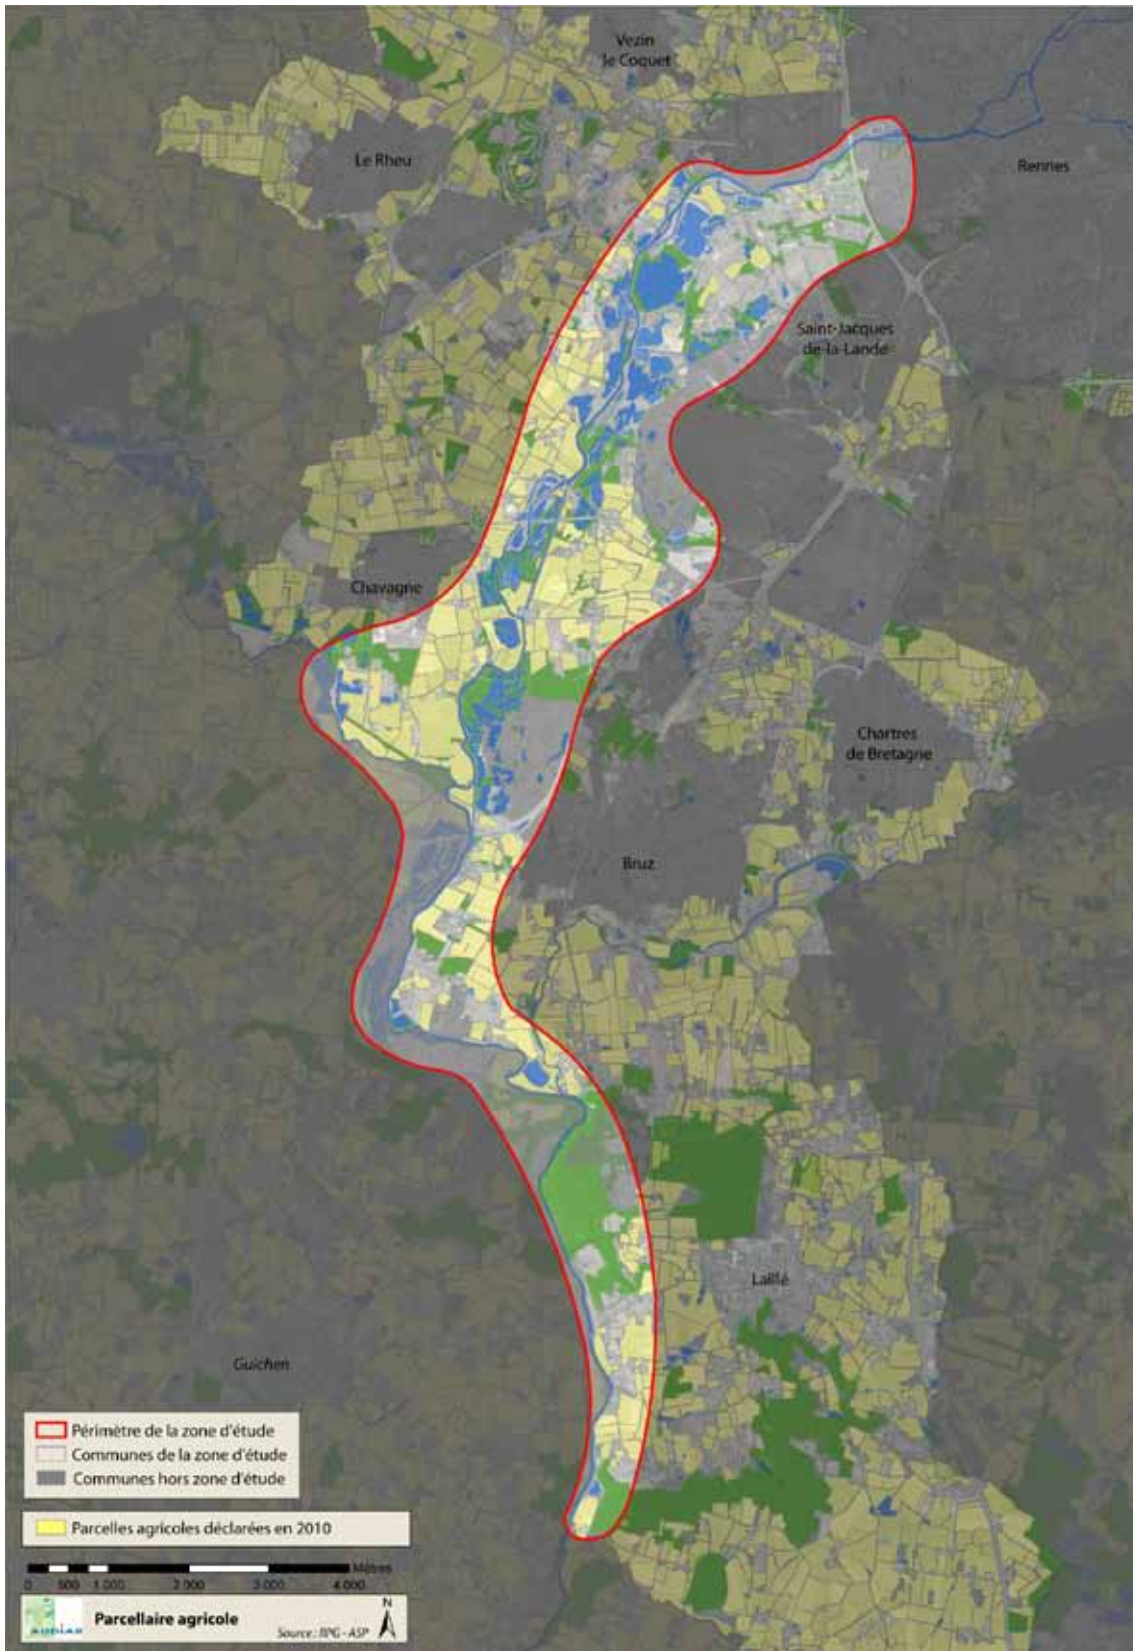 Vezin
le Coquet
Le Rheu
Rennes
Saint-Jacques
de-la-Lande
Chavagne
Chartres
de Bretagne
Bruz
Laillé
Guichen
Périmètre de la zone d'étude
Communes de la zone d'étude
Communes hors zone d'étude
Parcelles agricoles déclarées en 2010
Mètres
0 500 1 000 2 000 3 000 4 000
N
AUDIAR
Parcellaire agricole
Source : RPG - ASP